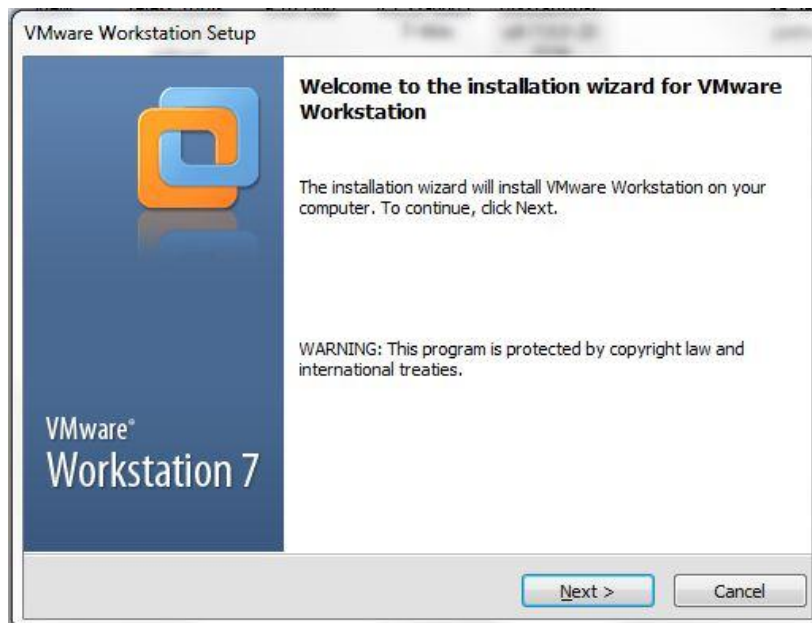 VMware Workstation Setup
Welcome to the installation wizard for VMware
Workstation
The installation wizard will install VMware Workstation on your
computer. To continue, click Next.
WARNING: This program is protected by copyright law and
international treaties.
VMware®
Workstation 7
Next >
Cancel